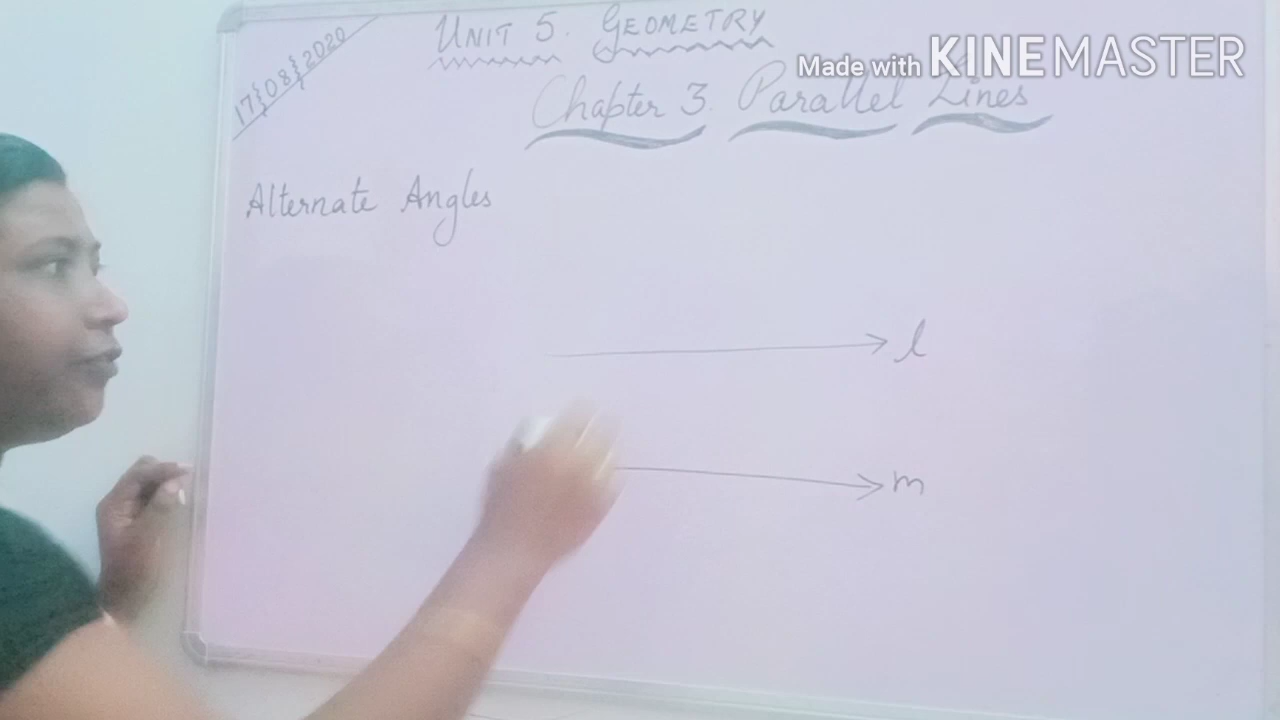 17/08/2020
UNIT 5. GEOMETRY
Made with KINEMASTER
Chapter 3. Parallel Lines
Alternate Angles
l
m